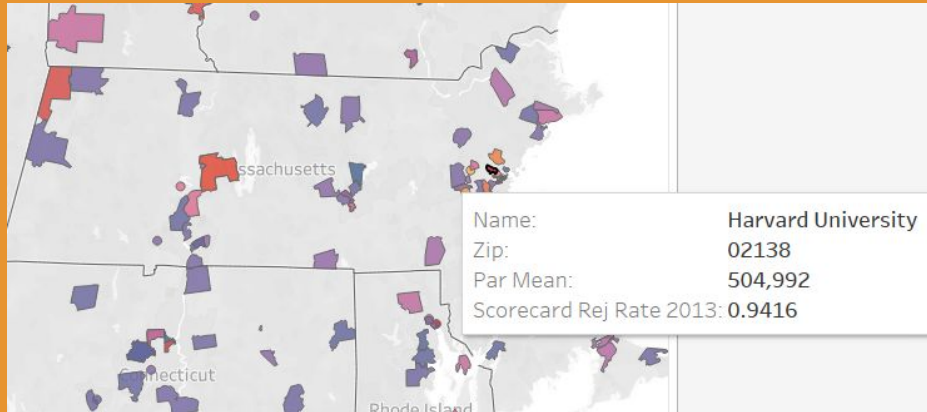 ssachusetts
Name: Harvard University
Zip: 02138
Par Mean: 504,992
Scorecard Rej Rate 2013: 0.9416
Connecticut
Rhode Island